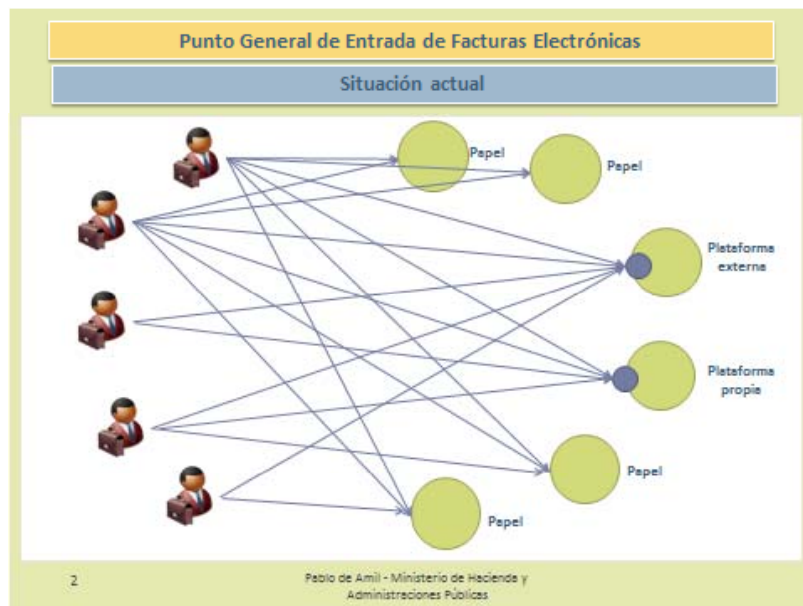 Punto General de Entrada de Facturas Electrónicas
Situación actual
Papel
Papel
Plataforma
externa
Plataforma
propia
Papel
Papel
2
Pablo de Amil - Ministerio de Hacienda y
Administraciones Públicas